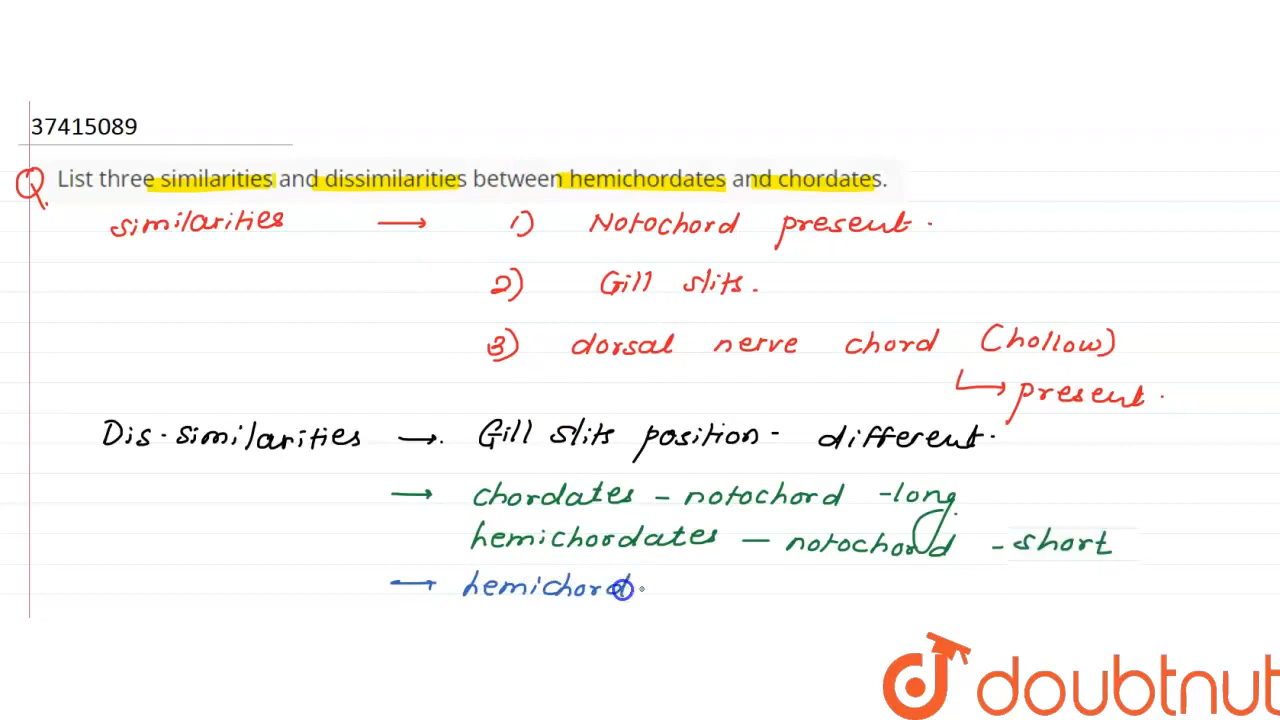 37415089
Q. List three similarities and dissimilarities between hemichordates and chordates.
similarities → 1) Notochord present.
2) Gill slits.
3) dorsal nerve chord (hollow)
↳ present.
Dis-similarities → Gill slits position - different.
→ chordates - notochord - long
hemichordates - notochord - short
→ hemichord
doubtnut